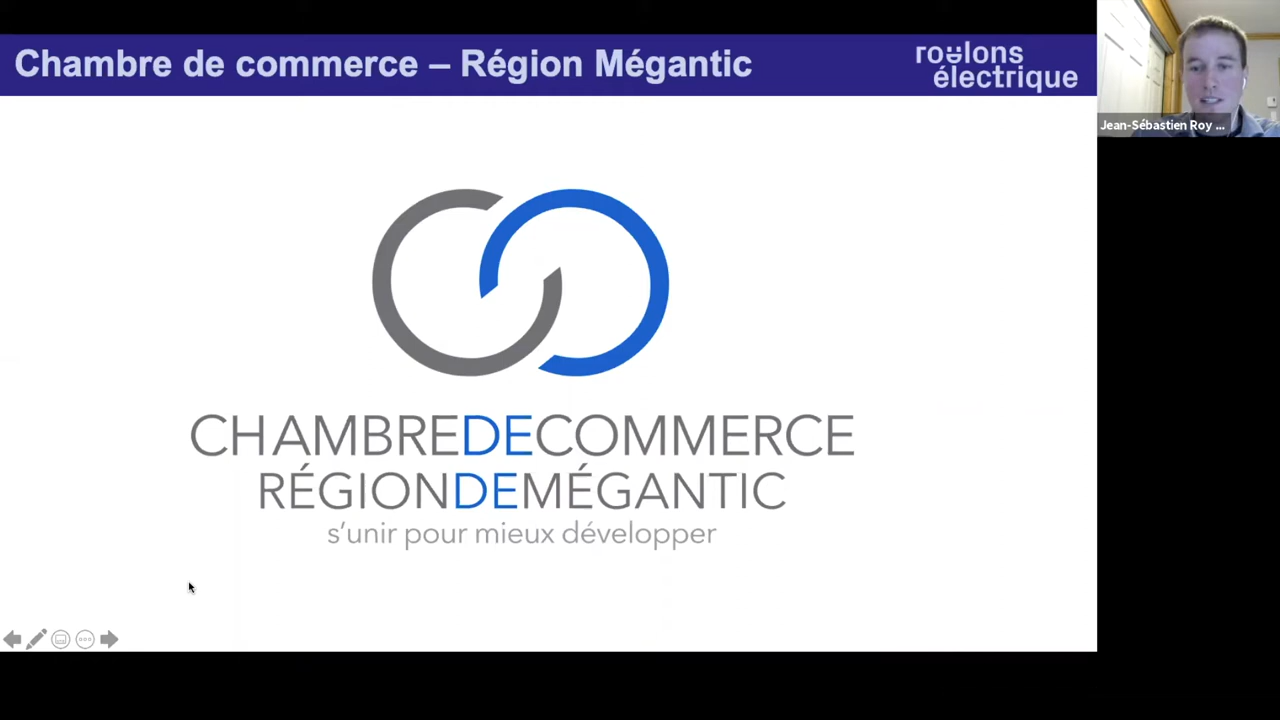 Chambre de commerce – Région Mégantic
roulons
électrique
Jean-Sébastien Roy ...
CHAMBREDECOMMERCE
RÉGIONDEMÉGANTIC
s'unir pour mieux développer